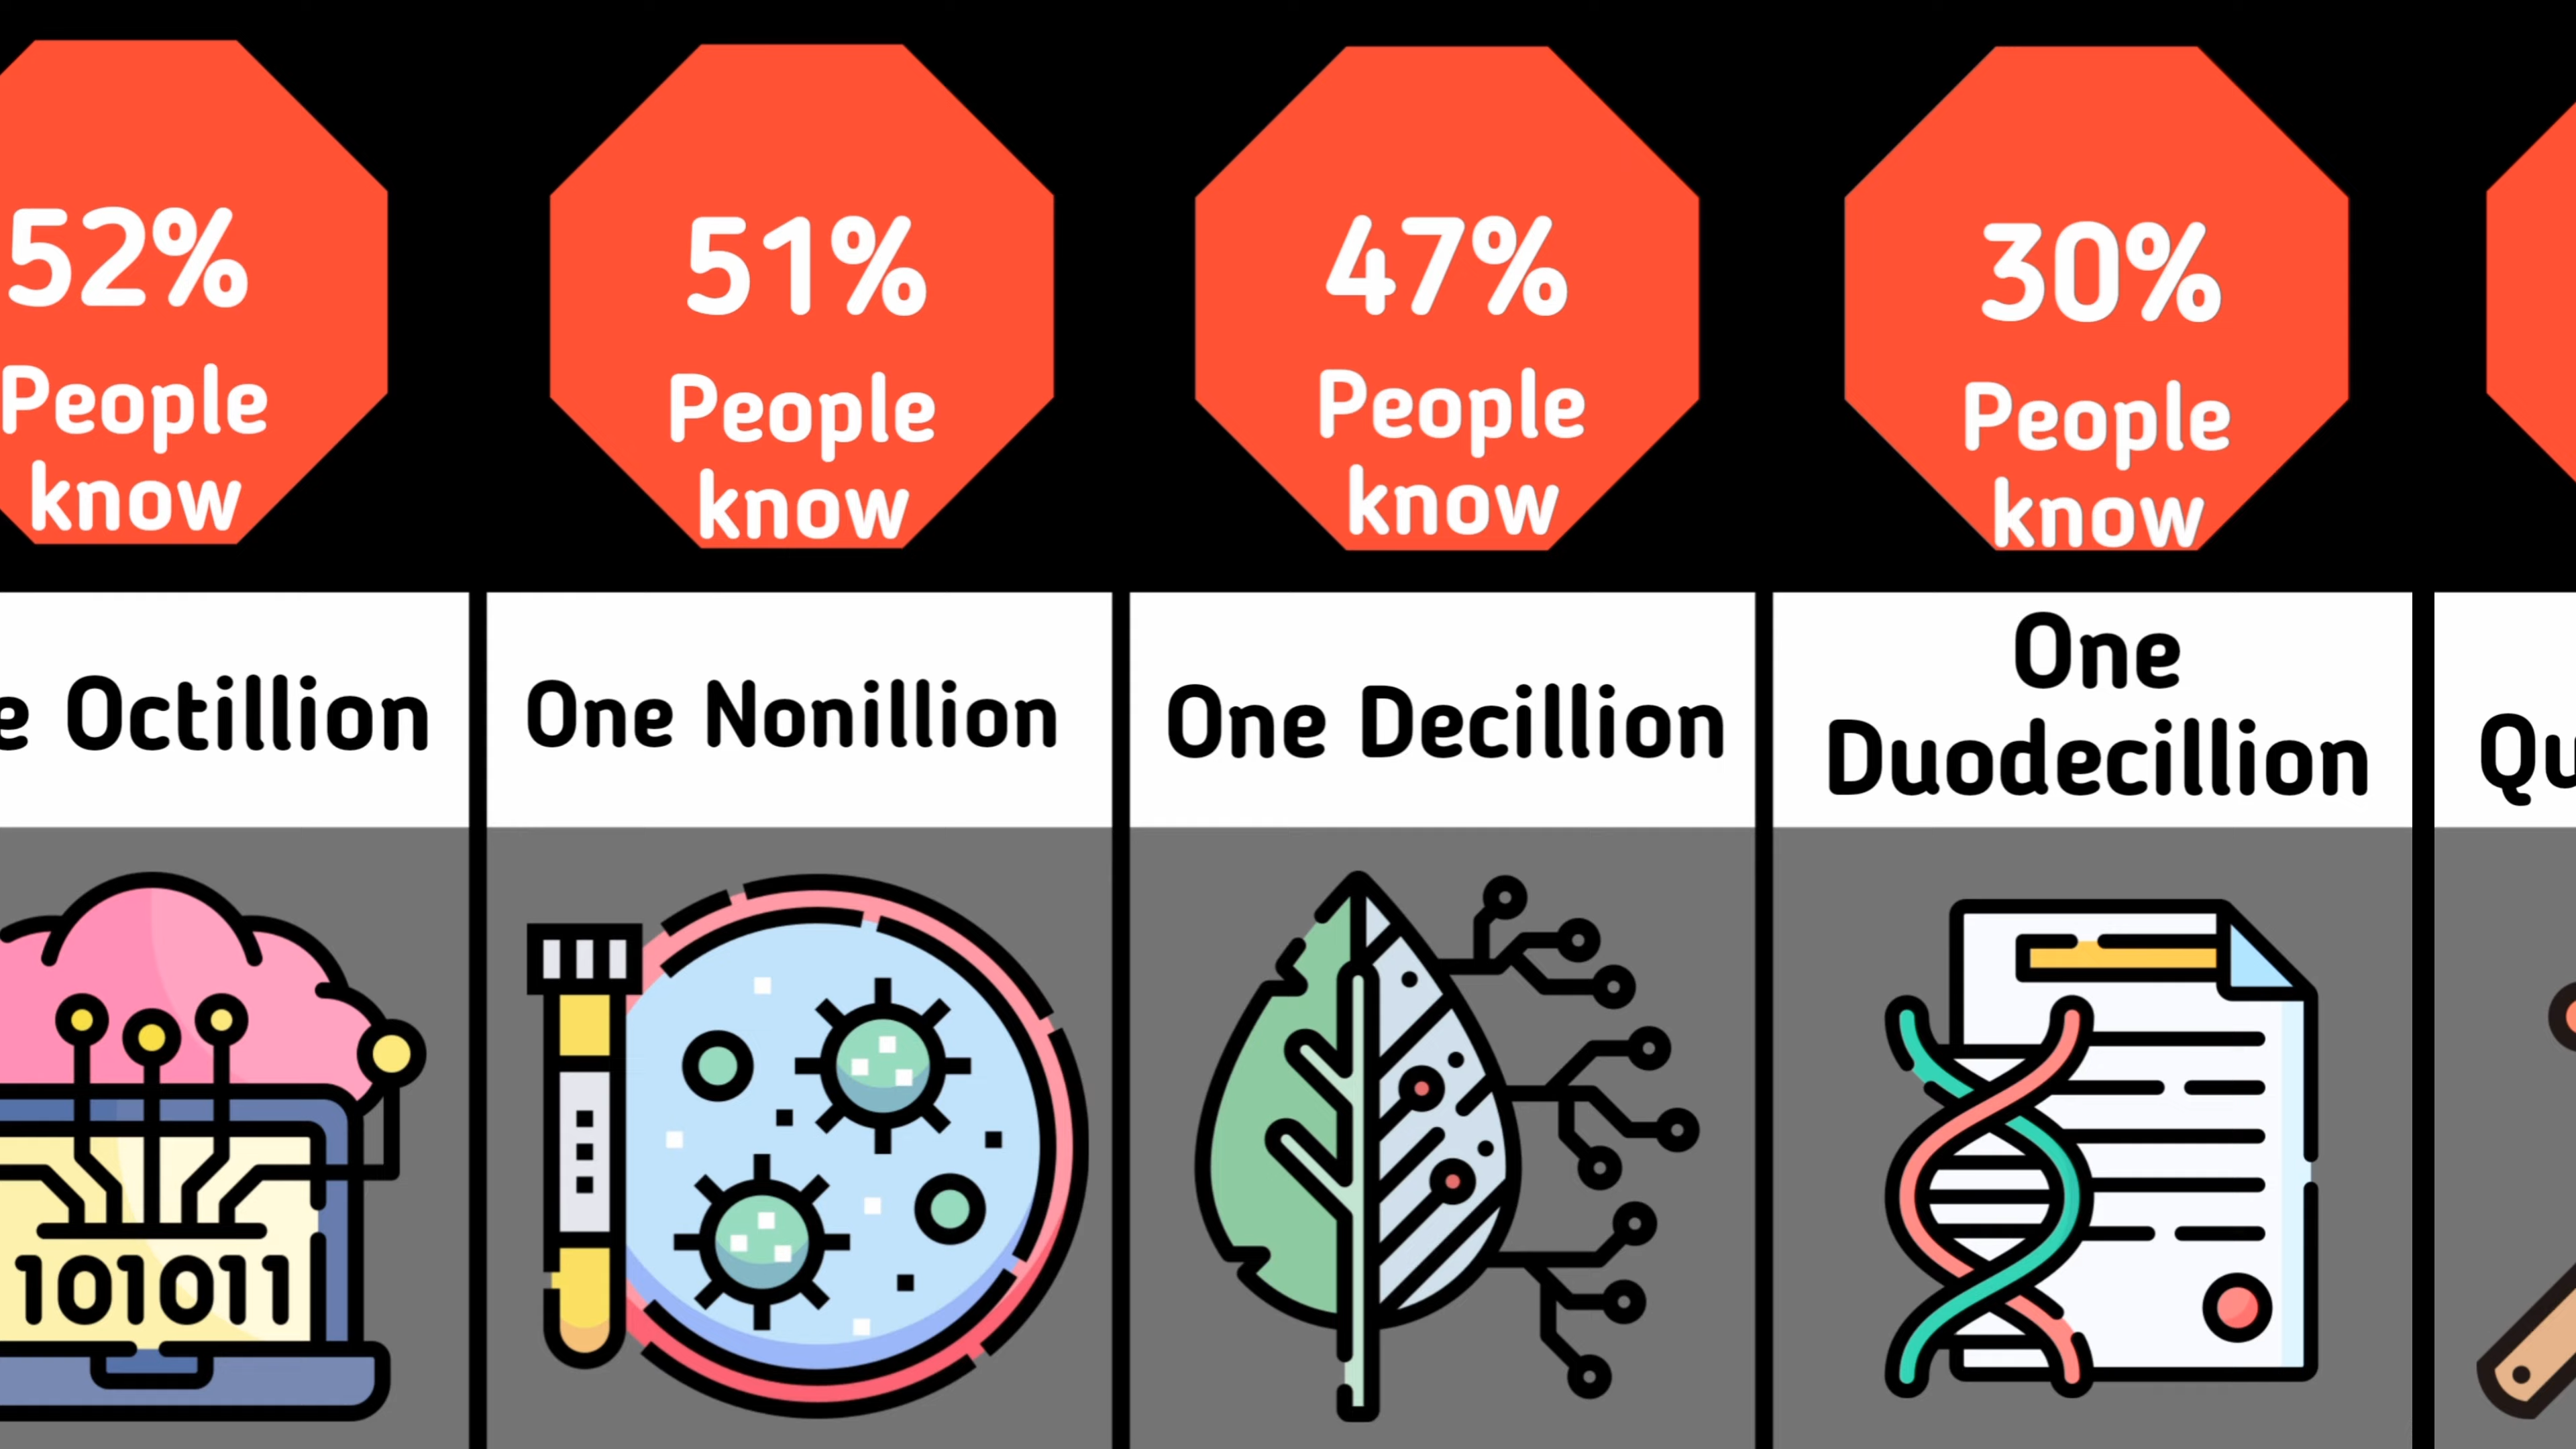 52%
People
know
51%
People
know
47%
People
know
30%
People
know
Octillion
One Nonillion
One Decillion
One
Duodecillion
101011